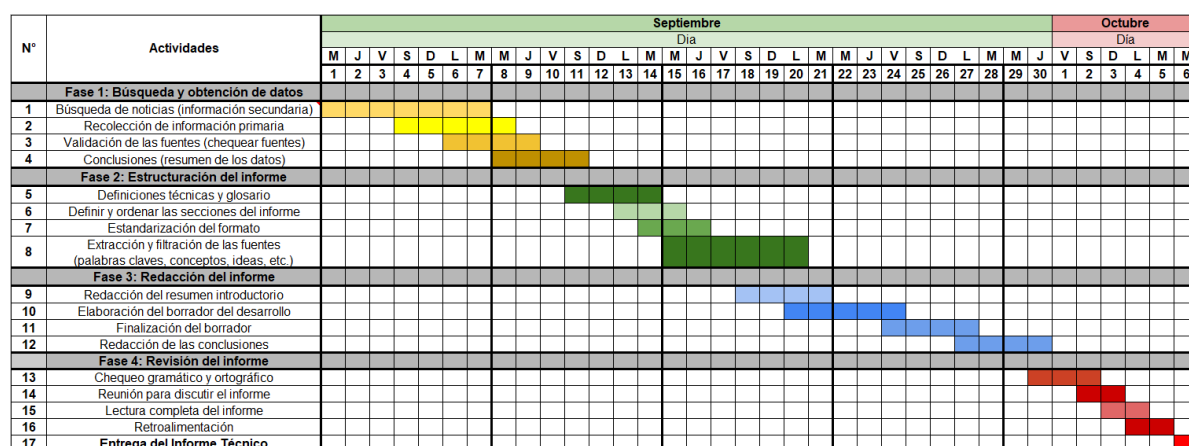 Septiembre Octubre
N° Actividades Dia Día
M J V S D L M M J V S D L M M J V S D L M M J V S D L M M J V S D L M M
1 2 3 4 5 6 7 8 9 10 11 12 13 14 15 16 17 18 19 20 21 22 23 24 25 26 27 28 29 30 1 2 3 4 5 6
Fase 1: Búsqueda y obtención de datos
1 Búsqueda de noticias (información secundaria)
2 Recolección de información primaria
3 Validación de las fuentes (chequear fuentes)
4 Conclusiones (resumen de los datos)
Fase 2: Estructuración del informe
5 Definiciones técnicas y glosario
6 Definir y ordenar las secciones del informe
7 Estandarización del formato
8 Extracción y filtración de las fuentes
(palabras claves, conceptos, ideas, etc.)
Fase 3: Redacción del informe
9 Redacción del resumen introductorio
10 Elaboración del borrador del desarrollo
11 Finalización del borrador
12 Redacción de las conclusiones
Fase 4: Revisión del informe
13 Chequeo gramático y ortográfico
14 Reunión para discutir el informe
15 Lectura completa del informe
16 Retroalimentación
17 Entrega del Informe Técnico